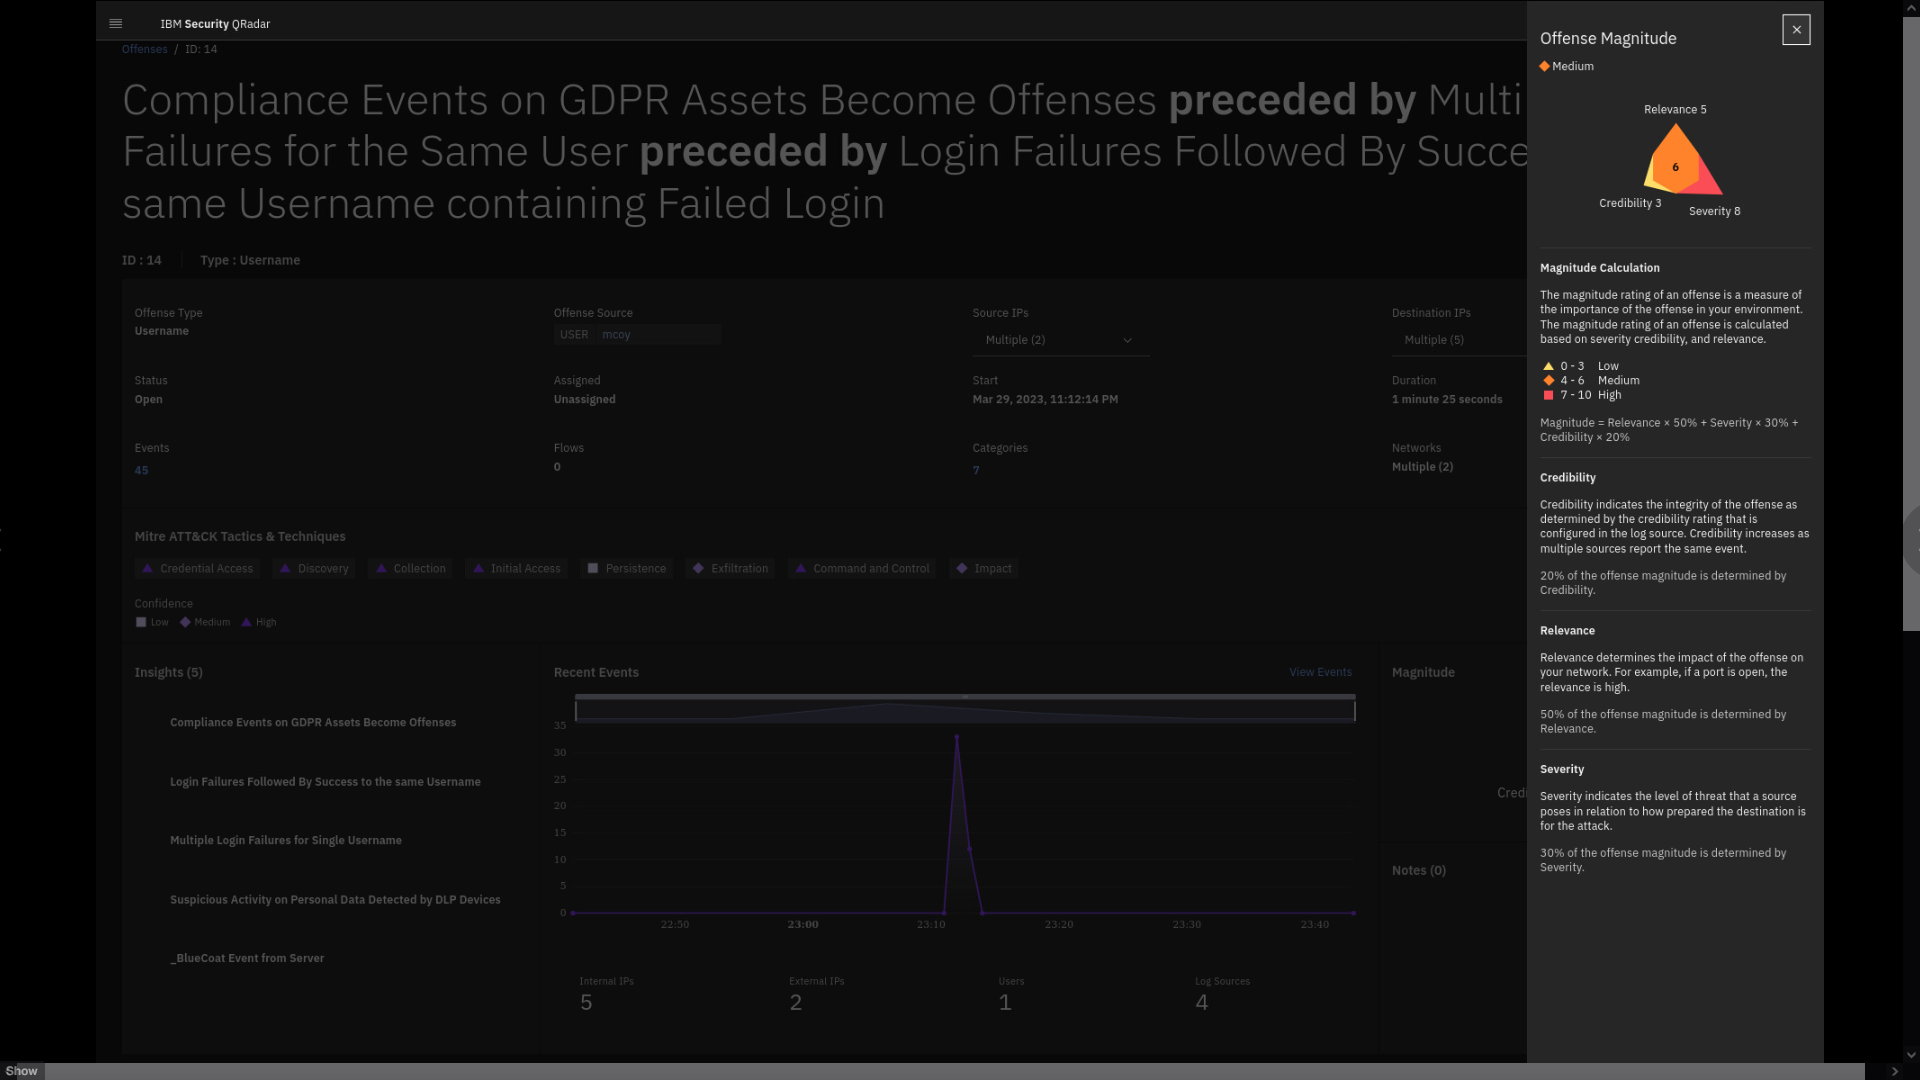 IBM Security QRadar
Offenses / ID: 14
Compliance Events on GDPR Assets Become Offenses preceded by Multi
Failures for the Same User preceded by Login Failures Followed By Succe
same Username containing Failed Login
ID : 14 Type : Username
Offense Type
Username
Offense Source
USER mcoy
Source IPs
Multiple (2)
Destination IPs
Multiple (5)
Status
Open
Assigned
Unassigned
Start
Mar 29, 2023, 11:12:14 PM
Duration
1 minute 25 seconds
Events
45
Flows
0
Categories
7
Networks
Multiple (2)
Mitre ATT&CK Tactics & Techniques
Credential Access Discovery Collection Initial Access Persistence Exfiltration Command and Control Impact
Confidence
Low Medium High
Insights (5)
Compliance Events on GDPR Assets Become Offenses
Login Failures Followed By Success to the same Username
Multiple Login Failures for Single Username
Suspicious Activity on Personal Data Detected by DLP Devices
_BlueCoat Event from Server
Recent Events View Events
35
30
25
20
15
10
5
0
22:50 23:00 23:10 23:20 23:30 23:40
Internal IPs
5
External IPs
2
Users
1
Log Sources
4
Magnitude
Credi
Notes (0)
Offense Magnitude
Medium
Relevance 5
6
Credibility 3
Severity 8
Magnitude Calculation
The magnitude rating of an offense is a measure of
the importance of the offense in your environment.
The magnitude rating of an offense is calculated
based on severity credibility, and relevance.
0 - 3 Low
4 - 6 Medium
7 - 10 High
Magnitude = Relevance × 50% + Severity × 30% +
Credibility × 20%
Credibility
Credibility indicates the integrity of the offense as
determined by the credibility rating that is
configured in the log source. Credibility increases as
multiple sources report the same event.
20% of the offense magnitude is determined by
Credibility.
Relevance
Relevance determines the impact of the offense on
your network. For example, if a port is open, the
relevance is high.
50% of the offense magnitude is determined by
Relevance.
Severity
Severity indicates the level of threat that a source
poses in relation to how prepared the destination is
for the attack.
30% of the offense magnitude is determined by
Severity.
Show